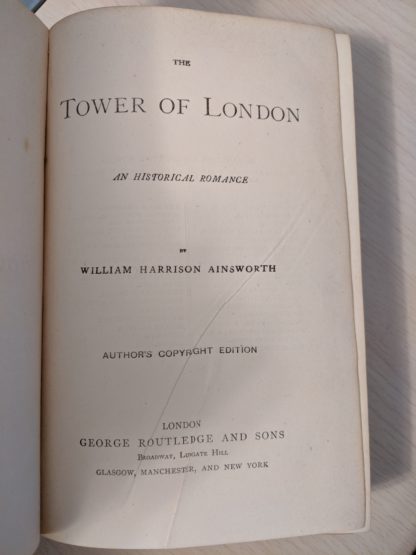 THE
TOWER OF LONDON
AN HISTORICAL ROMANCE
BY
WILLIAM HARRISON AINSWORTH
AUTHOR'S COPYRIGHT EDITION
LONDON
GEORGE ROUTLEDGE AND SONS
BROADWAY, LUDGATE HILL
GLASGOW, MANCHESTER, AND NEW YORK